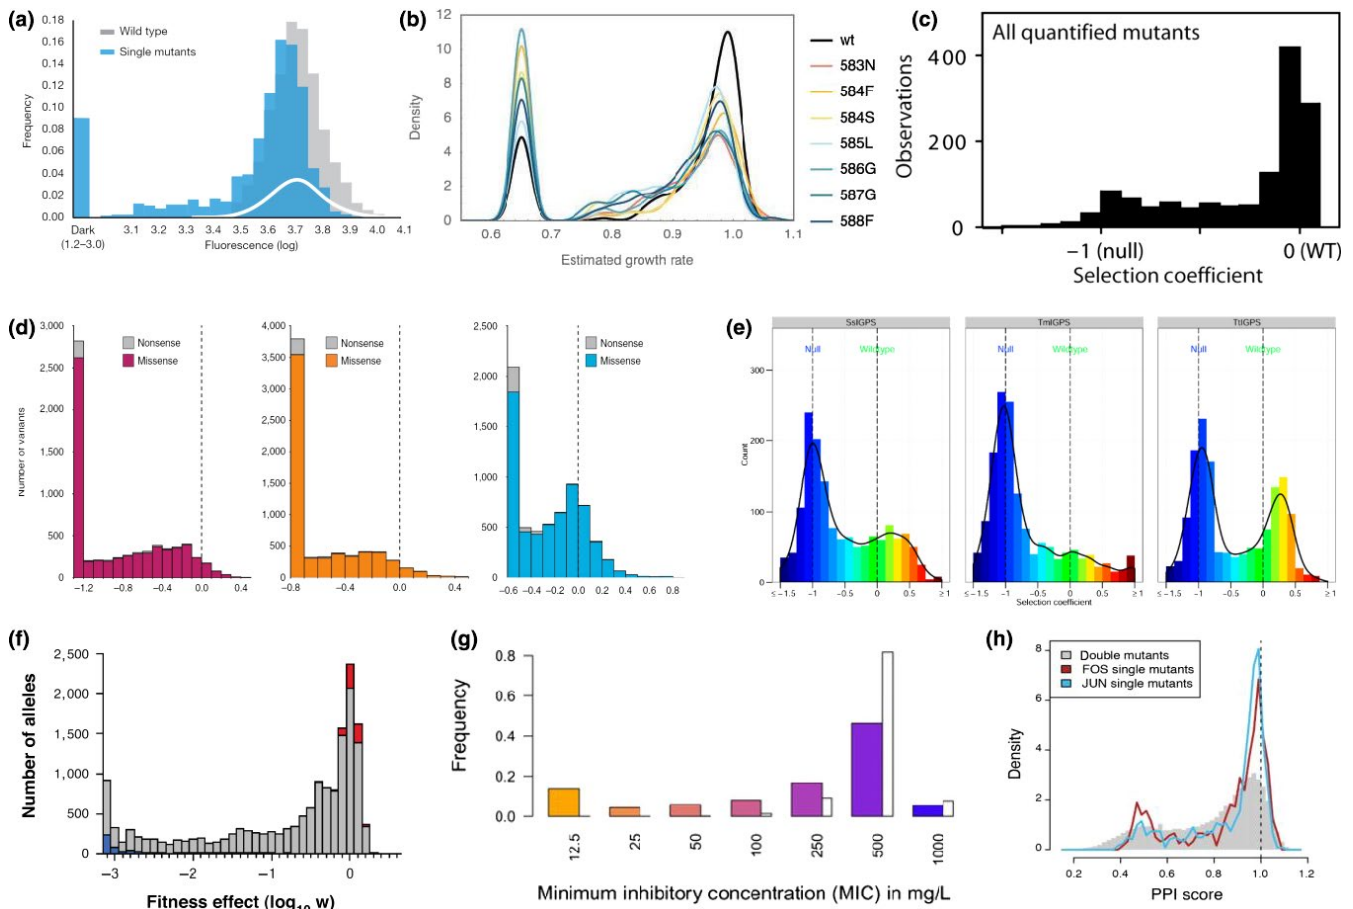 (a)
0.18
0.16
0.14
0.12
0.10
0.08
0.06
0.04
0.02
0.00
Frequency
Wild type
Single mutants
Dark
(1.2–3.0)
3.1 3.2 3.3 3.4 3.5 3.6 3.7 3.8 3.9 4.0 4.1
Fluorescence (log)
(b)
12
10
8
6
4
2
0
Density
0.6 0.7 0.8 0.9 1.0 1.1
Estimated growth rate
wt
583N
584F
584S
585L
586G
587G
588F
(c)
All quantified mutants
Observations
400
200
0
−1 (null) 0 (WT)
Selection coefficient
(d)
Number of variants
3,000
2,500
2,000
1,500
1,000
500
0
Nonsense
Missense
−1.2 −0.8 −0.4 0.0 0.4
4,000
3,500
3,000
2,500
2,000
1,500
1,000
500
0
Nonsense
Missense
−0.8 −0.4 0.0 0.4
2,500
2,000
1,500
1,000
500
0
Nonsense
Missense
−0.6 −0.4 −0.2 0.0 0.2 0.4 0.6 0.8
(e)
SsIGPS TmIGPS TtIGPS
Null Wildtype Null Wildtype Null Wildtype
300
200
100
0
Count
≤ −1.5 −1 −0.5 0 0.5 ≥ 1 ≤ −1.5 −1 −0.5 0 0.5 ≥ 1 ≤ −1.5 −1 −0.5 0 0.5 ≥ 1
Selection coefficient
(f)
Number of alleles
2,500
2,000
1,500
1,000
500
0
−3 −2 −1 0
Fitness effect (log10 w)
(g)
Frequency
0.8
0.6
0.4
0.2
0.0
12.5 25 50 100 250 500 1000
Minimum inhibitory concentration (MIC) in mg/L
(h)
Double mutants
FOS single mutants
JUN single mutants
Density
8
6
4
2
0
0.2 0.4 0.6 0.8 1.0 1.2
PPI score